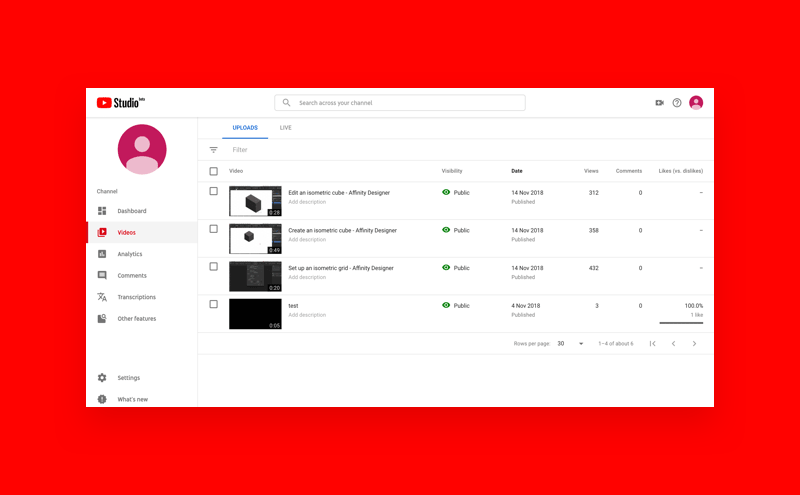 Studio beta
Search across your channel
UPLOADS LIVE
Filter
Channel
Dashboard
Videos
Analytics
Comments
Transcriptions
Other features
Settings
What's new
Video Visibility Date Views Comments Likes (vs. dislikes)
0:28 Edit an isometric cube - Affinity Designer Public 14 Nov 2018 312 0 –
Add description Published
0:49 Create an isometric cube - Affinity Designer Public 14 Nov 2018 358 0 –
Add description Published
0:20 Set up an isometric grid - Affinity Designer Public 14 Nov 2018 432 0 –
Add description Published
0:05 test Public 4 Nov 2018 3 0 100.0%
Add description Published 1 like
Rows per page: 30 1–4 of about 6